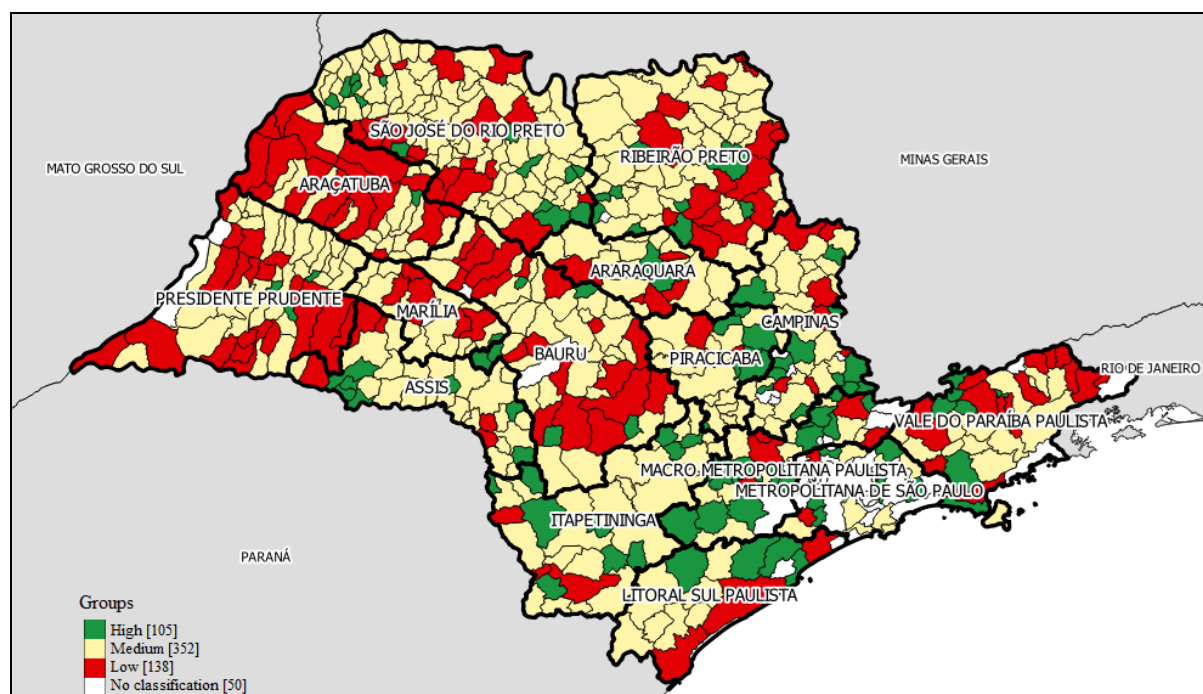 SÃO JOSÉ DO RIO PRETO
RIBEIRÃO PRETO
MINAS GERAIS
MATO GROSSO DO SUL
ARAÇATUBA
ARARAQUARA
PRESIDENTE PRUDENTE
MARÍLIA
CAMPINAS
BAURU
PIRACICABA
RIO DE JANEIRO
ASSIS
VALE DO PARAÍBA PAULISTA
MACRO METROPOLITANA PAULISTA
METROPOLITANA DE SÃO PAULO
ITAPETININGA
PARANÁ
LITORAL SUL PAULISTA
Groups
High [105]
Medium [352]
Low [138]
No classification [50]